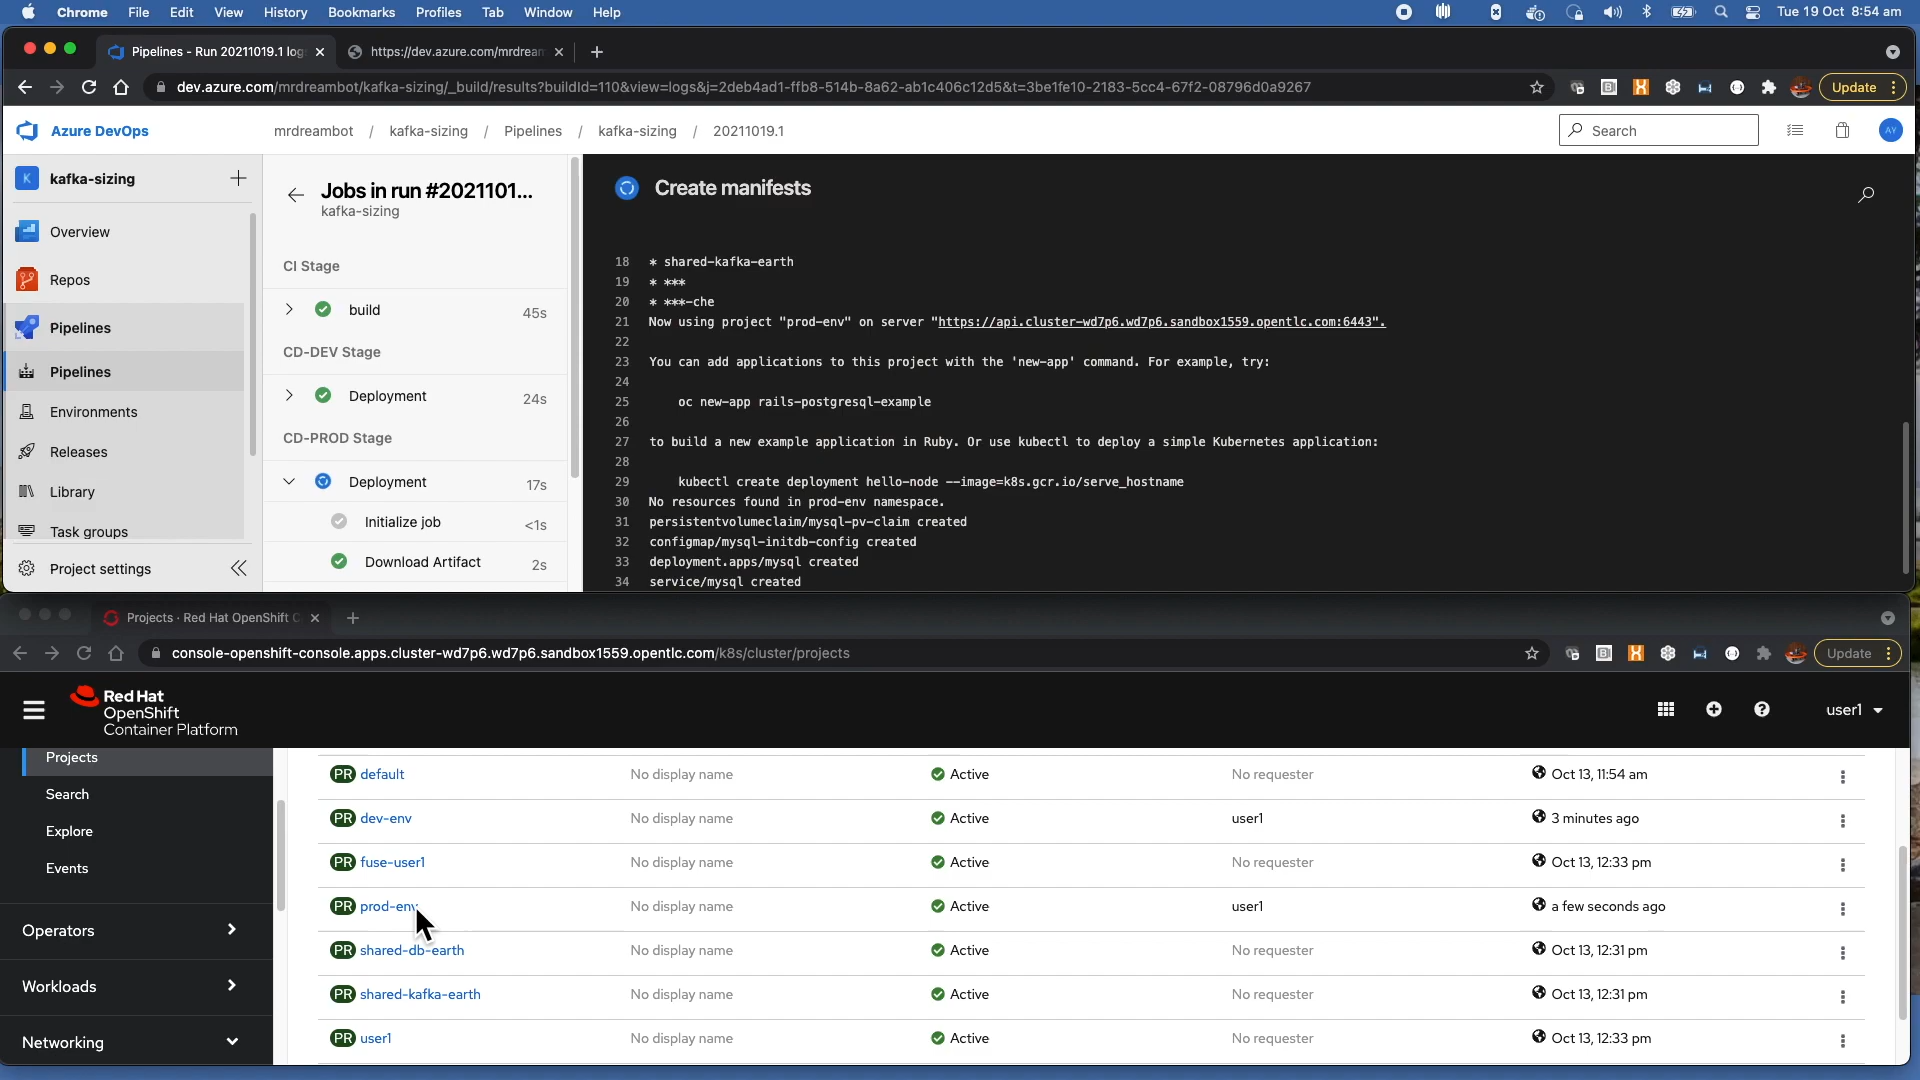 Chrome File Edit View History Bookmarks Profiles Tab Window Help Tue 19 Oct 8:54 am
Pipelines - Run 20211019.1 log https://dev.azure.com/mrdream
dev.azure.com/mrdreambot/kafka-sizing/_build/results?buildId=110&view=logs&j=2deb4ad1-ffb8-514b-8a62-ab1c406c12d5&t=3be1fe10-2183-5cc4-67f2-08796d0a9267 Update
Azure DevOps mrdreambot / kafka-sizing / Pipelines / kafka-sizing / 20211019.1 Search AY
K kafka-sizing
Overview
Repos
Pipelines
Pipelines
Environments
Releases
Library
Task groups
Project settings
Jobs in run #2021101...
kafka-sizing
CI Stage
build 45s
CD-DEV Stage
Deployment 24s
CD-PROD Stage
Deployment 17s
Initialize job <1s
Download Artifact 2s
Create manifests
18 * shared-kafka-earth
19 * ***
20 * ***-che
21 Now using project "prod-env" on server "https://api.cluster-wd7p6.wd7p6.sandbox1559.opentlc.com:6443".
22
23 You can add applications to this project with the 'new-app' command. For example, try:
24
25 oc new-app rails-postgresql-example
26
27 to build a new example application in Ruby. Or use kubectl to deploy a simple Kubernetes application:
28
29 kubectl create deployment hello-node --image=k8s.gcr.io/serve_hostname
30 No resources found in prod-env namespace.
31 persistentvolumeclaim/mysql-pv-claim created
32 configmap/mysql-initdb-config created
33 deployment.apps/mysql created
34 service/mysql created
Projects · Red Hat OpenShift C
console-openshift-console.apps.cluster-wd7p6.wd7p6.sandbox1559.opentlc.com/k8s/cluster/projects Update
Red Hat
OpenShift
Container Platform
user1
Projects
Search
Explore
Events
Operators
Workloads
Networking
PR default No display name Active No requester Oct 13, 11:54 am
PR dev-env No display name Active user1 3 minutes ago
PR fuse-user1 No display name Active No requester Oct 13, 12:33 pm
PR prod-env No display name Active user1 a few seconds ago
PR shared-db-earth No display name Active No requester Oct 13, 12:31 pm
PR shared-kafka-earth No display name Active No requester Oct 13, 12:31 pm
PR user1 No display name Active No requester Oct 13, 12:33 pm